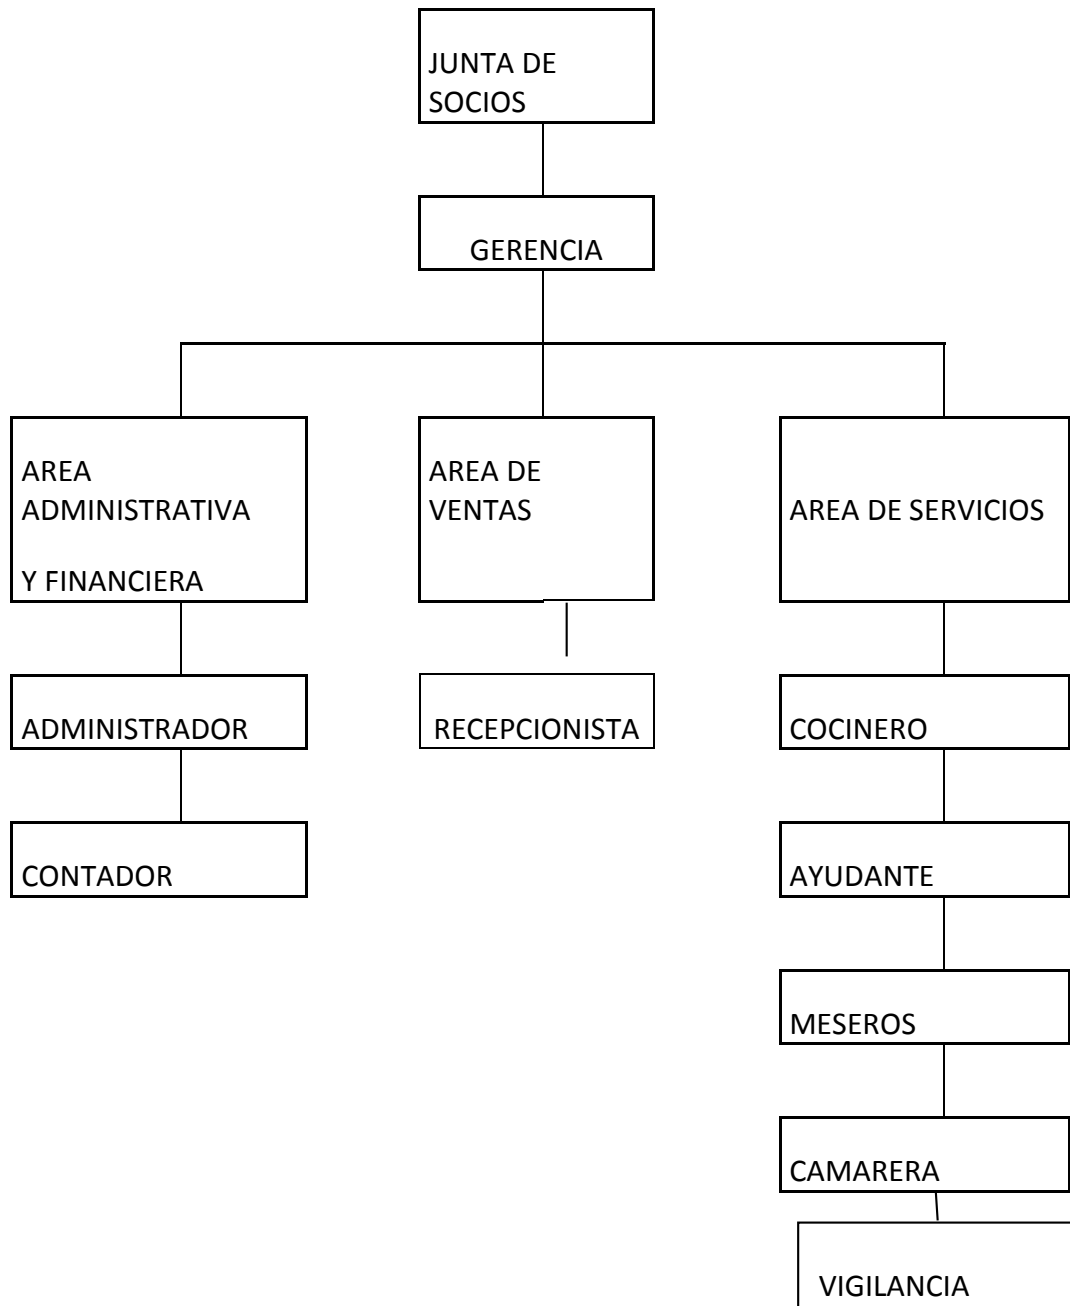 JUNTA DE
SOCIOS
GERENCIA
AREA
ADMINISTRATIVA
Y FINANCIERA
AREA DE
VENTAS
AREA DE SERVICIOS
ADMINISTRADOR
RECEPCIONISTA
COCINERO
CONTADOR
AYUDANTE
MESEROS
CAMARERA
VIGILANCIA